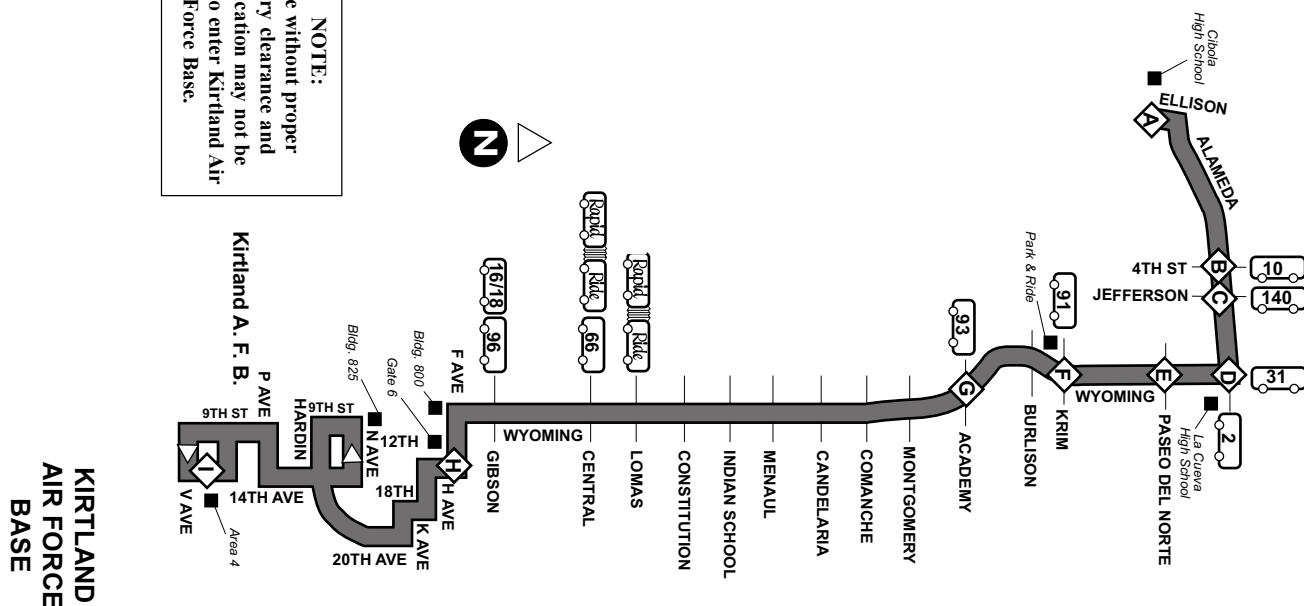 NOTE:
e without proper
ry clearance and
cation may not be
o enter Kirtland Air
Force Base.
N
Cibola
High School
A
ELLISON
ALAMEDA
4TH ST
B
10
JEFFERSON
C
140
D
31
2
La Cueva
High School
E
PASEO DEL NORTE
WYOMING
F
KRIM
91
Park & Ride
BURLISON
G
93
ACADEMY
MONTGOMERY
COMANCHE
CANDELARIA
MENAUL
INDIAN SCHOOL
CONSTITUTION
Rapid Ride
LOMAS
Rapid Ride
66
CENTRAL
WYOMING
16/18
96
GIBSON
F AVE
H
H AVE
Bldg. 800
Gate 6
12TH
Bldg. 825
18TH
K AVE
20TH AVE
N AVE
9TH ST
HARDIN
14TH AVE
P AVE
9TH ST
I
V AVE
Area 4
Kirtland A. F. B.
KIRTLAND
AIR FORCE
BASE